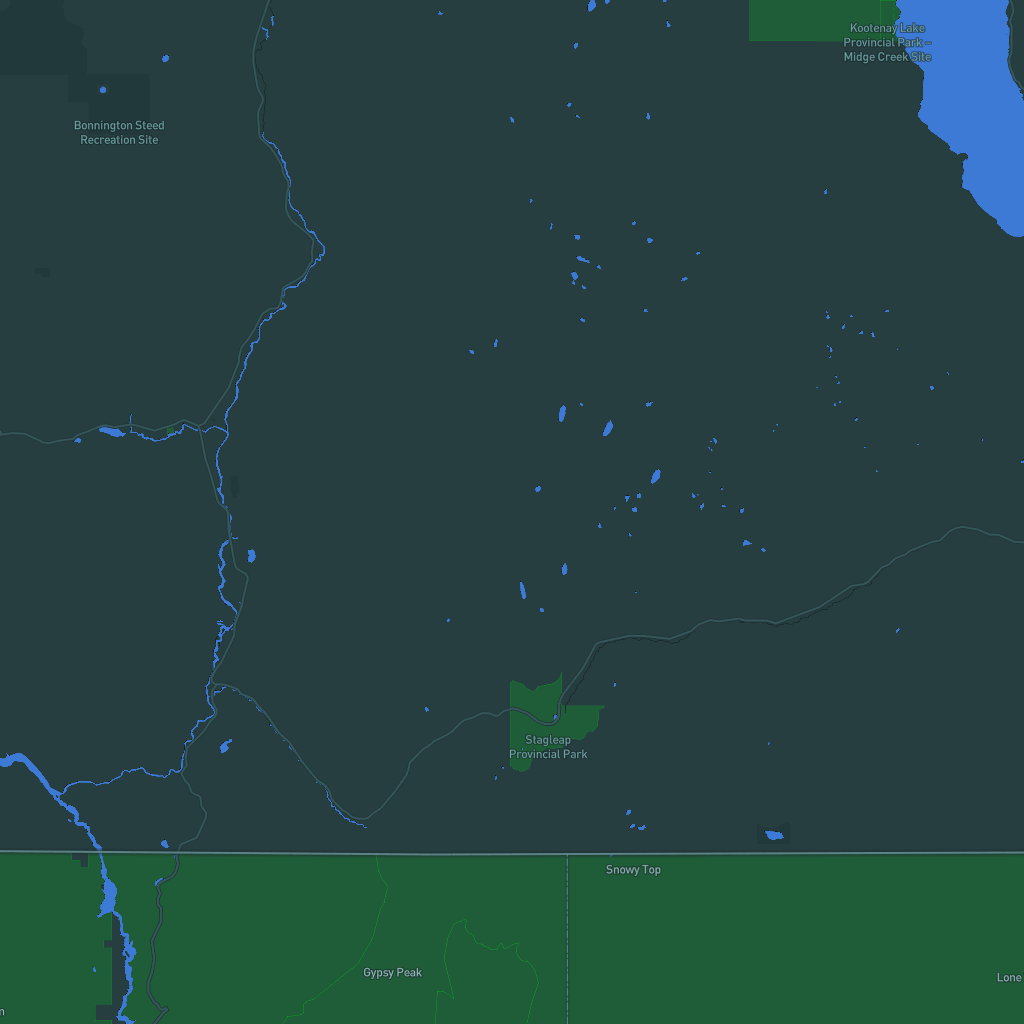 Kootenay Lake
Provincial Park –
Midge Creek Site
Bonnington Steed
Recreation Site
Stagleap
Provincial Park
Snowy Top
Gypsy Peak
Lone
n